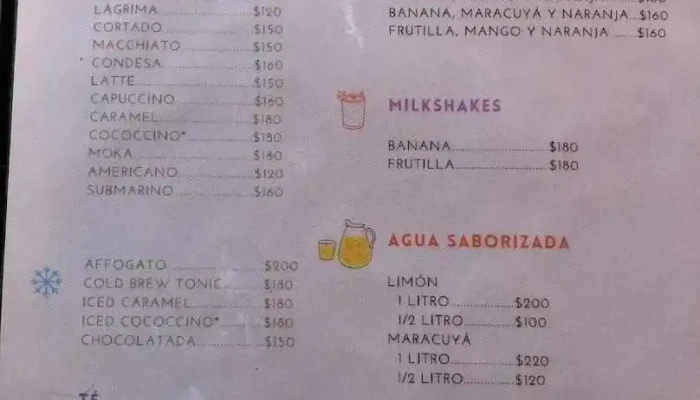 LÁGRIMA $120
CORTADO $150
MACCHIATO $150
CONDESA $160
LATTE $150
CAPUCCINO $160
CARAMEL $180
COCOCCINO* $180
MOKA $180
AMERICANO $120
SUBMARINO $160
AFFOGATO $200
COLD BREW TONIC $180
ICED CARAMEL $180
ICED COCOCCINO* $180
CHOCOLATADA $150
TÉ
BANANA, MARACUYÁ Y NARANJA $160
FRUTILLA, MANGO Y NARANJA $160
MILKSHAKES
BANANA $180
FRUTILLA $180
AGUA SABORIZADA
LIMÓN
1 LITRO $200
1/2 LITRO $100
MARACUYÁ
1 LITRO $220
1/2 LITRO $120